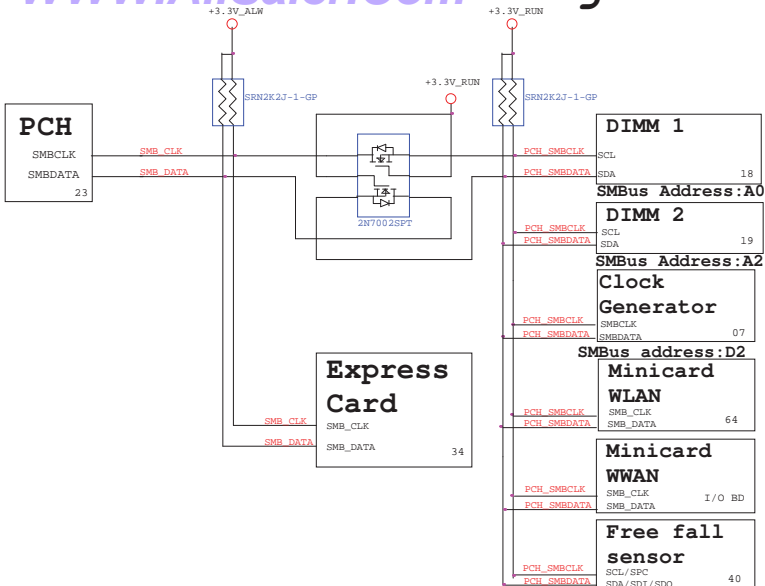 +3.3V_ALW
+3.3V_RUN
+3.3V_RUN
SRN2K2J-1-GP
SRN2K2J-1-GP
PCH
SMBCLK
SMBDATA
23
SMB_CLK
SMB_DATA
2N7002SPT
PCH_SMBCLK
PCH_SMBDATA
DIMM 1
SCL
SDA
18
SMBus Address:A0
DIMM 2
PCH_SMBCLK
SCL
PCH_SMBDATA
SDA
19
SMBus Address:A2
Clock
Generator
PCH_SMBCLK
SMBCLK
PCH_SMBDATA
SMBDATA
07
SMBus address:D2
Express
Card
SMB_CLK
SMB_CLK
SMB_DATA
SMB_DATA
34
Minicard
WLAN
PCH_SMBCLK
SMB_CLK
PCH_SMBDATA
SMB_DATA
64
Minicard
WWAN
PCH_SMBCLK
SMB_CLK
I/O BD
PCH_SMBDATA
SMB_DATA
Free fall
sensor
PCH_SMBCLK
SCL/SPC
PCH_SMBDATA
SDA/SDI/SDO
40